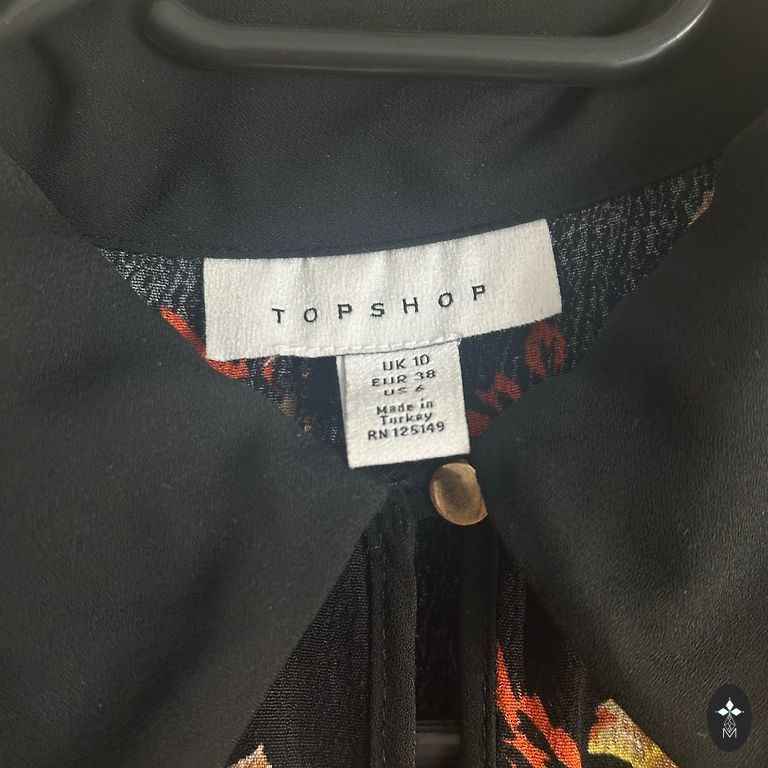 TOPSHOP
UK 10
EUR 38
US 6
Made in
Turkey
RN 125149